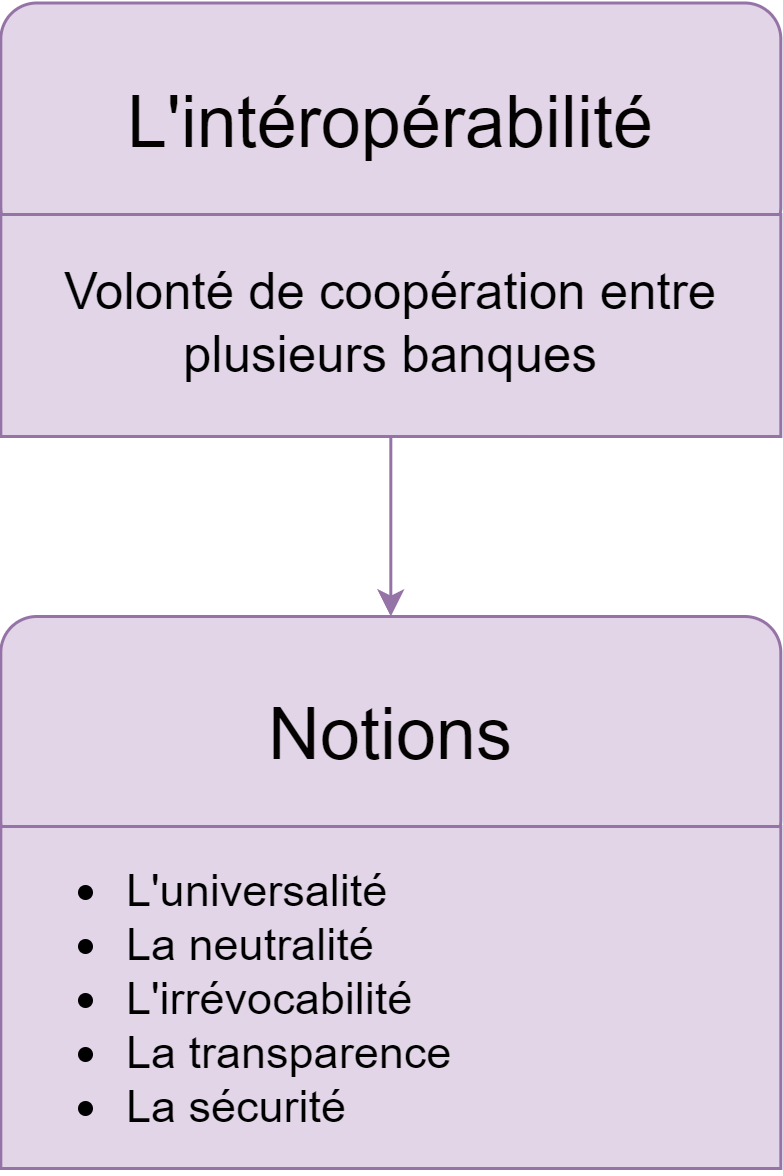 L'intéropérabilité
Volonté de coopération entre
plusieurs banques
Notions
• L'universalité
• La neutralité
• L'irrévocabilité
• La transparence
• La sécurité